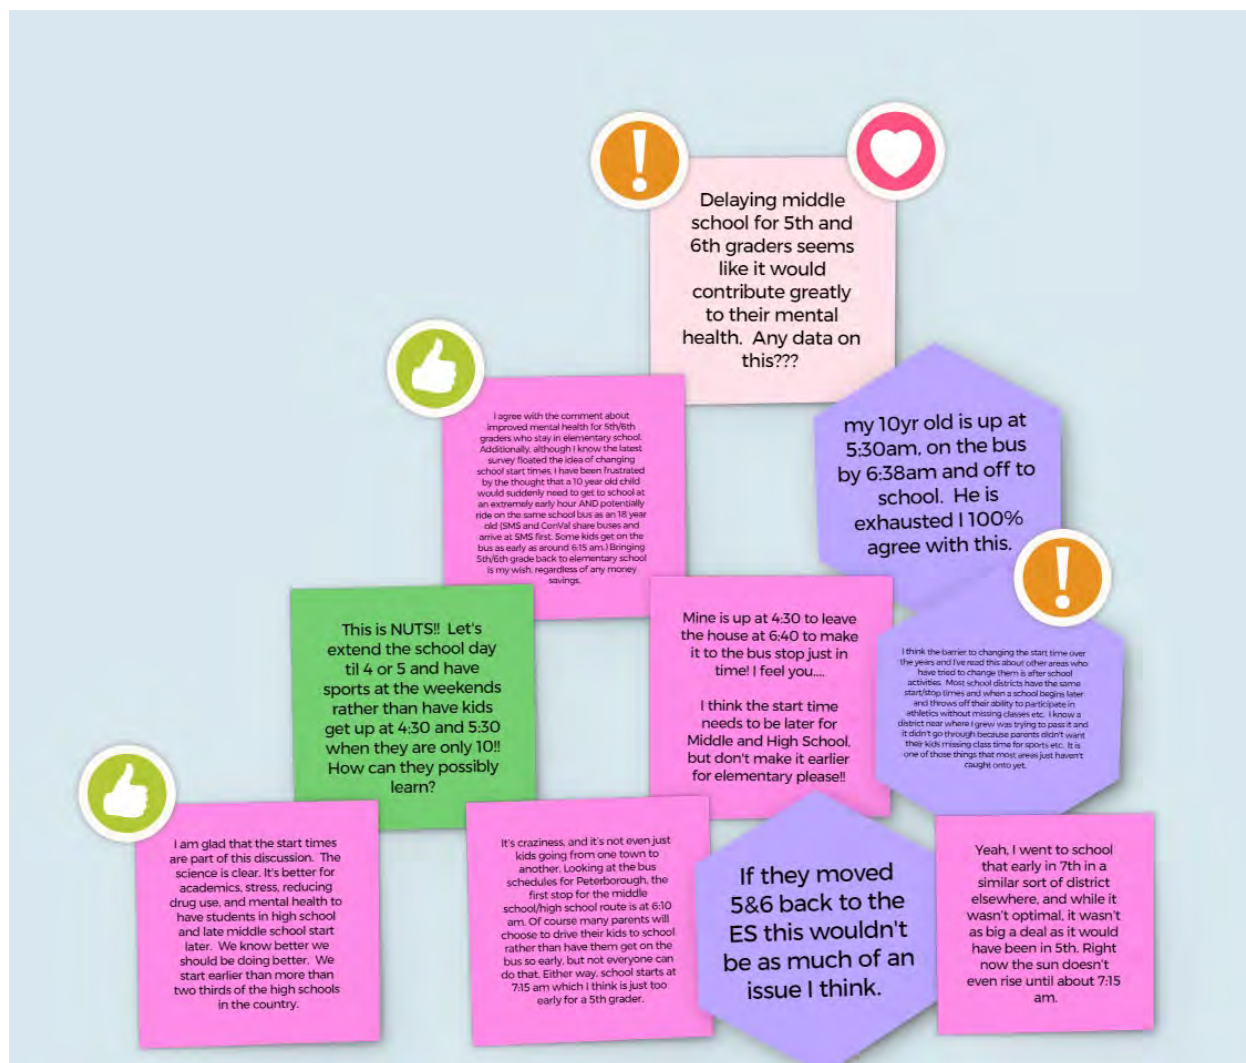 Delaying middle
school for 5th and
6th graders seems
like it would
contribute greatly
to their mental
health. Any data on
this???
I agree with the comment about
improved mental health for 5th/6th
graders who stay in elementary school.
Additionally, although I know the latest
survey floated the idea of changing
school start times, I have been frustrated
by the thought that a 10 year old child
would suddenly need to get to school at
an extremely early hour AND potentially
ride on the same school bus as an 18 year
old (SMS and ConVal share buses and
arrive at SMS first. Some kids get on the
bus as early as around 6:15 am.) Bringing
5th/6th grade back to elementary school
is my wish, regardless of any money
savings.
my 10yr old is up at
5:30am, on the bus
by 6:38am and off to
school. He is
exhausted I 100%
agree with this.
This is NUTS!! Let's
extend the school day
til 4 or 5 and have
sports at the weekends
rather than have kids
get up at 4:30 and 5:30
when they are only 10!!
How can they possibly
learn?
Mine is up at 4:30 to leave
the house at 6:40 to make
it to the bus stop just in
time! I feel you....
I think the start time
needs to be later for
Middle and High School,
but don't make it earlier
for elementary please!!
I think the barrier to changing the start time over
the years and I've read this about other areas who
have tried to change them is after school
activities. Most school districts have the same
start/stop times and when a school begins later
and throws off their ability to participate in
athletics without missing classes etc. I know a
district near where I grew was trying to pass it and
it didn't go through because parents didn't want
their kids missing class time for sports etc. It is
one of those things that most areas just haven't
caught onto yet.
I am glad that the start times
are part of this discussion. The
science is clear. It's better for
academics, stress, reducing
drug use, and mental health to
have students in high school
and late middle school start
later. We know better we
should be doing better. We
start earlier than more than
two thirds of the high schools
in the country.
It's craziness, and it's not even just
kids going from one town to
another. Looking at the bus
schedules for Peterborough, the
first stop for the middle
school/high school route is at 6:10
am. Of course many parents will
choose to drive their kids to school
rather than have them get on the
bus so early, but not everyone can
do that. Either way, school starts at
7:15 am which I think is just too
early for a 5th grader.
If they moved
5&6 back to the
ES this wouldn't
be as much of an
issue I think.
Yeah, I went to school
that early in 7th in a
similar sort of district
elsewhere, and while it
wasn't optimal, it wasn't
as big a deal as it would
have been in 5th. Right
now the sun doesn't
even rise until about 7:15
am.